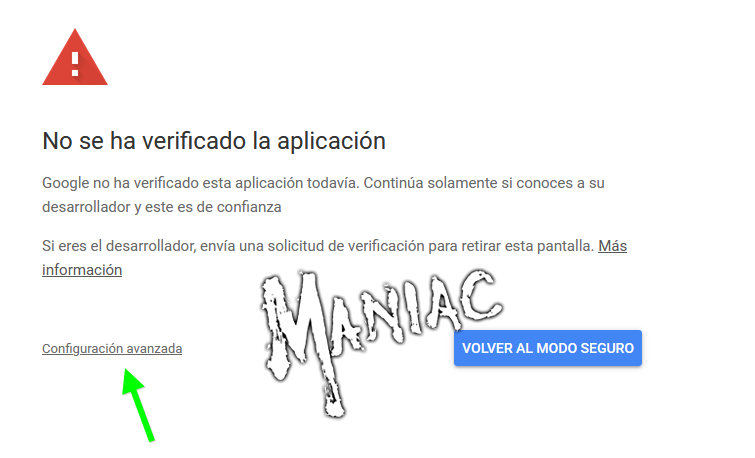 No se ha verificado la aplicación
Google no ha verificado esta aplicación todavía. Continúa solamente si conoces a su
desarrollador y este es de confianza
Si eres el desarrollador, envía una solicitud de verificación para retirar esta pantalla. Más
información
MANIAC
Configuración avanzada
VOLVER AL MODO SEGURO